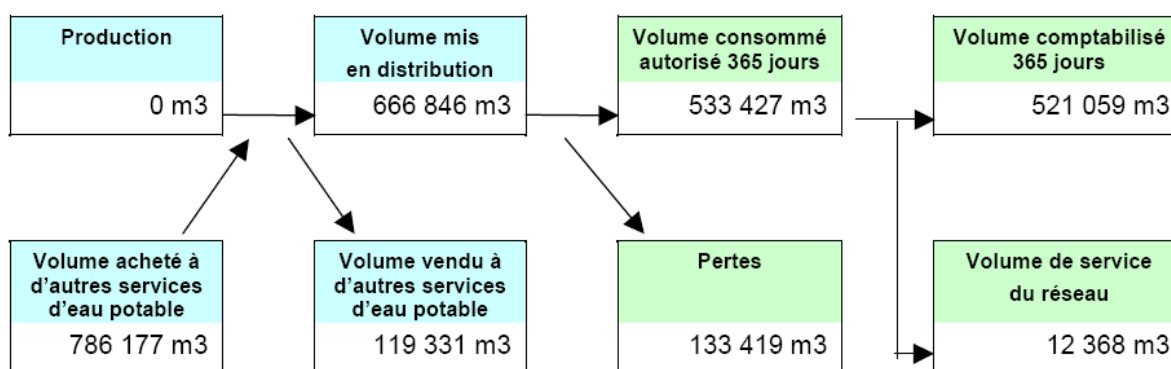 Production
0 m3
Volume mis
en distribution
666 846 m3
Volume consommé
autorisé 365 jours
533 427 m3
Volume comptabilisé
365 jours
521 059 m3
Volume acheté à
d'autres services
d'eau potable
786 177 m3
Volume vendu à
d'autres services
d'eau potable
119 331 m3
Pertes
133 419 m3
Volume de service
du réseau
12 368 m3